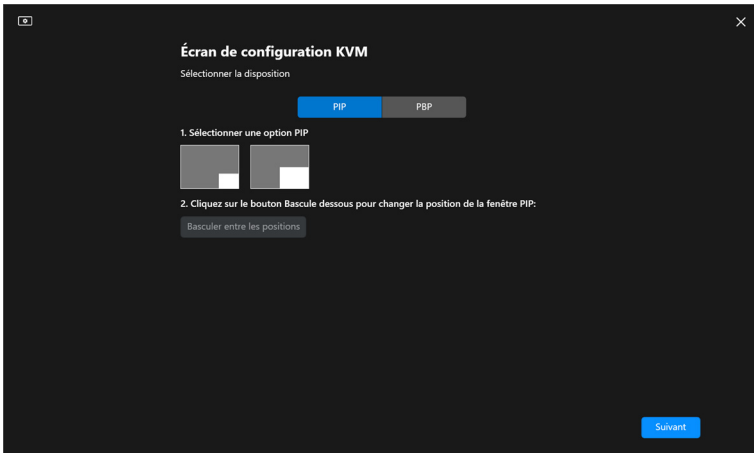 Écran de configuration KVM
Sélectionner la disposition
PIP PBP
1. Sélectionner une option PIP
2. Cliquez sur le bouton Bascule dessous pour changer la position de la fenêtre PIP:
Basculer entre les positions
Suivant